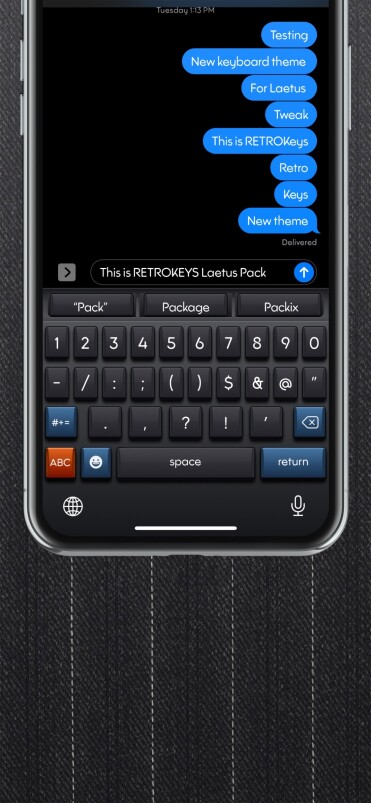 Tuesday 1:13 PM
Testing
New keyboard theme
For Laetus
Tweak
This is RETROKeys
Retro
Keys
New theme
Delivered
This is RETROKEYS Laetus Pack
"Pack" Package Packix
1 2 3 4 5 6 7 8 9 0
- / : ; ( ) $ & @ "
#+= . , ? ! '
ABC space return